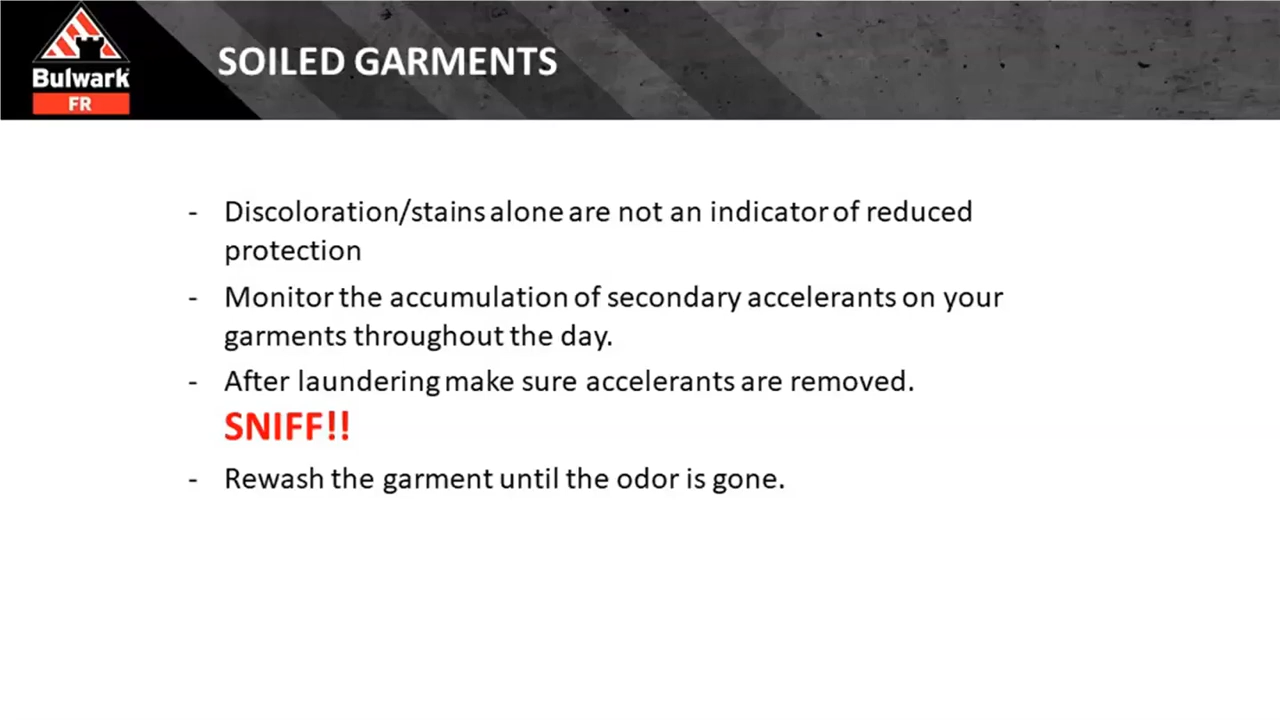 Bulwark
FR
SOILED GARMENTS
- Discoloration/stains alone are not an indicator of reduced
protection
- Monitor the accumulation of secondary accelerants on your
garments throughout the day.
- After laundering make sure accelerants are removed.
SNIFF!!
- Rewash the garment until the odor is gone.